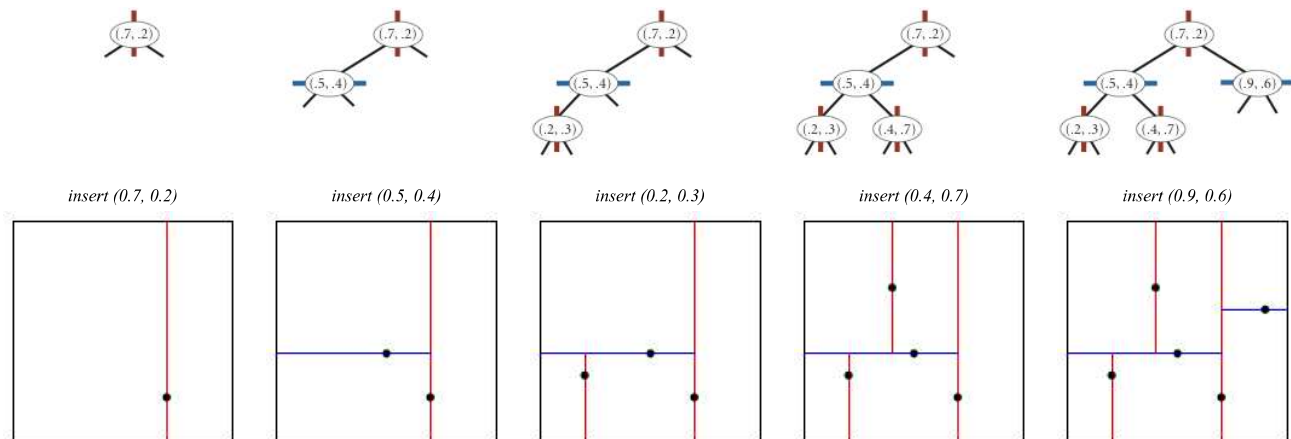 (.7, .2) (.7, .2) (.7, .2) (.7, .2) (.7, .2)
(.5, .4) (.5, .4) (.5, .4) (.5, .4) (.9, .6)
(.2, .3) (.2, .3) (.4, .7) (.2, .3) (.4, .7)
insert (0.7, 0.2) insert (0.5, 0.4) insert (0.2, 0.3) insert (0.4, 0.7) insert (0.9, 0.6)